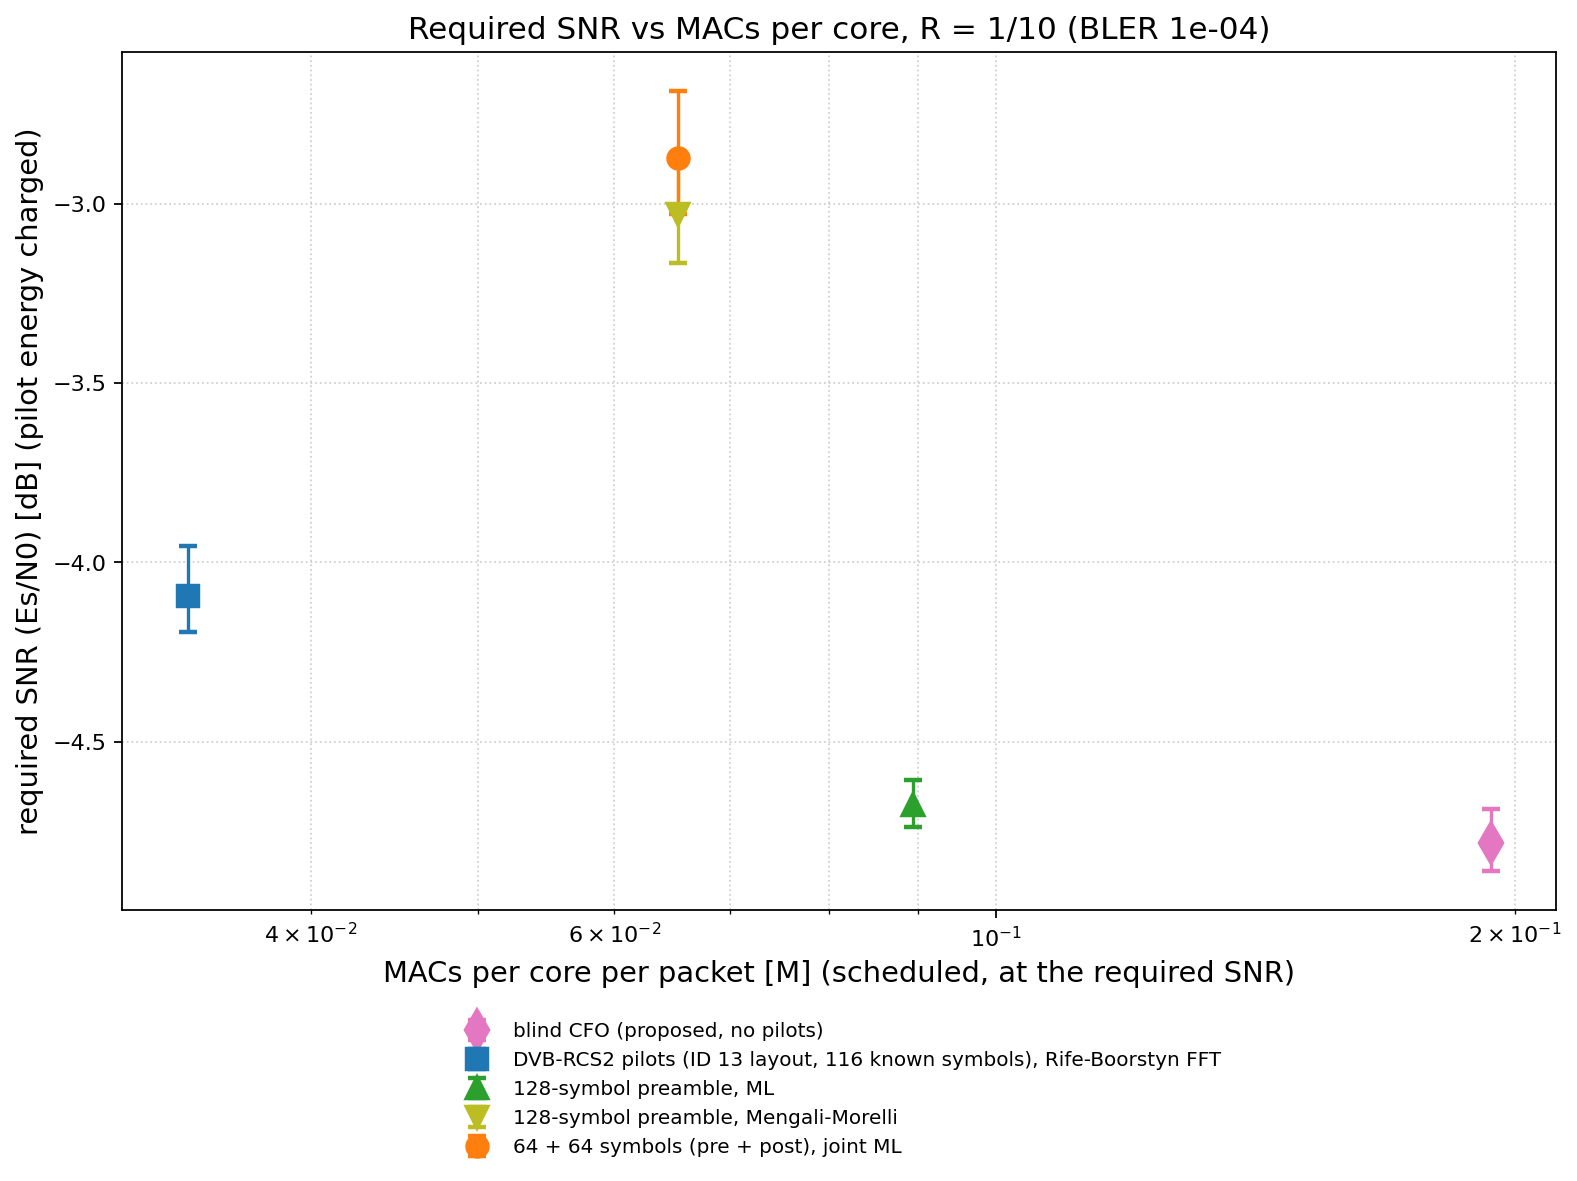 Required SNR vs MACs per core, R = 1/10 (BLER 1e-04)
required SNR (Es/N0) [dB] (pilot energy charged)
−3.0
−3.5
−4.0
−4.5
4 × 10⁻² 6 × 10⁻² 10⁻¹ 2 × 10⁻¹
MACs per core per packet [M] (scheduled, at the required SNR)
blind CFO (proposed, no pilots)
DVB-RCS2 pilots (ID 13 layout, 116 known symbols), Rife-Boorstyn FFT
128-symbol preamble, ML
128-symbol preamble, Mengali-Morelli
64 + 64 symbols (pre + post), joint ML